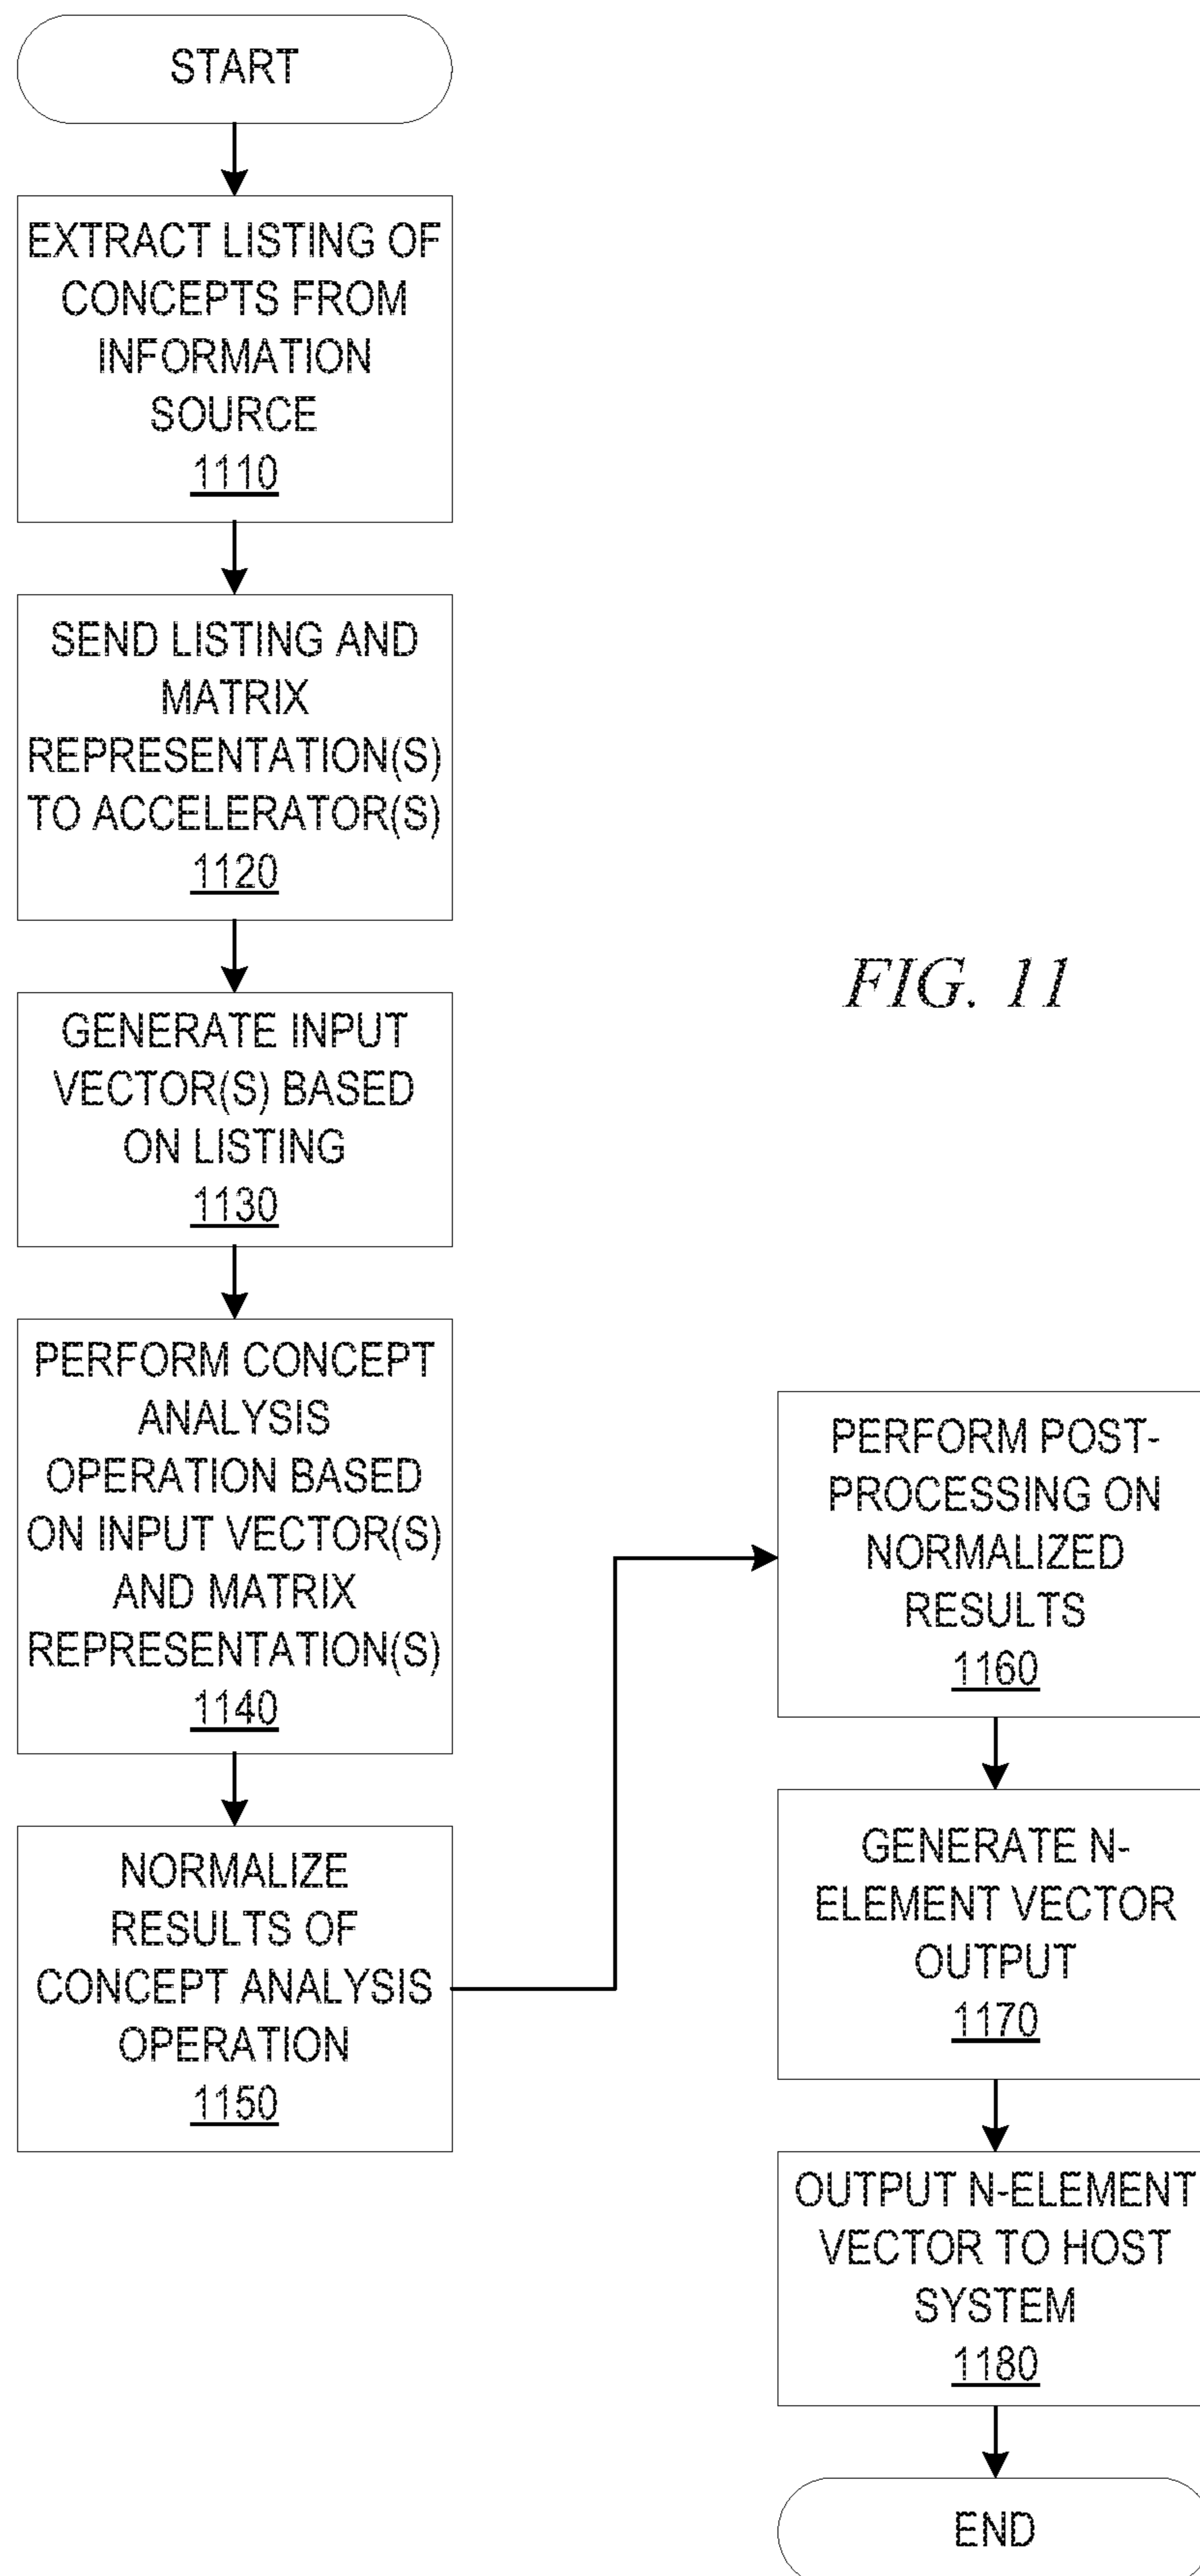 START
EXTRACT LISTING OF
CONCEPTS FROM
INFORMATION
SOURCE
1110
SEND LISTING AND
MATRIX
REPRESENTATION(S)
TO ACCELERATOR(S)
1120
GENERATE INPUT
VECTOR(S) BASED
ON LISTING
1130
PERFORM CONCEPT
ANALYSIS
OPERATION BASED
ON INPUT VECTOR(S)
AND MATRIX
REPRESENTATION(S)
1140
NORMALIZE
RESULTS OF
CONCEPT ANALYSIS
OPERATION
1150
FIG. 11
PERFORM POST-
PROCESSING ON
NORMALIZED
RESULTS
1160
GENERATE N-
ELEMENT VECTOR
OUTPUT
1170
OUTPUT N-ELEMENT
VECTOR TO HOST
SYSTEM
1180
END